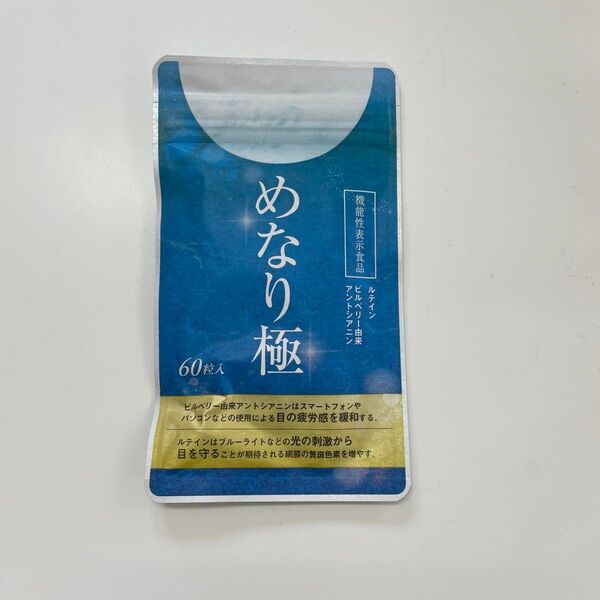 めなり極
機能性表示食品
ルテイン
ビルベリー由来
アントシアニン
60粒入
ビルベリー由来アントシアニンはスマートフォンや
パソコンなどの使用による目の疲労感を緩和する。
ルテインはブルーライトなどの光の刺激から
目を守ることが期待される網膜の黄斑色素を増やす。